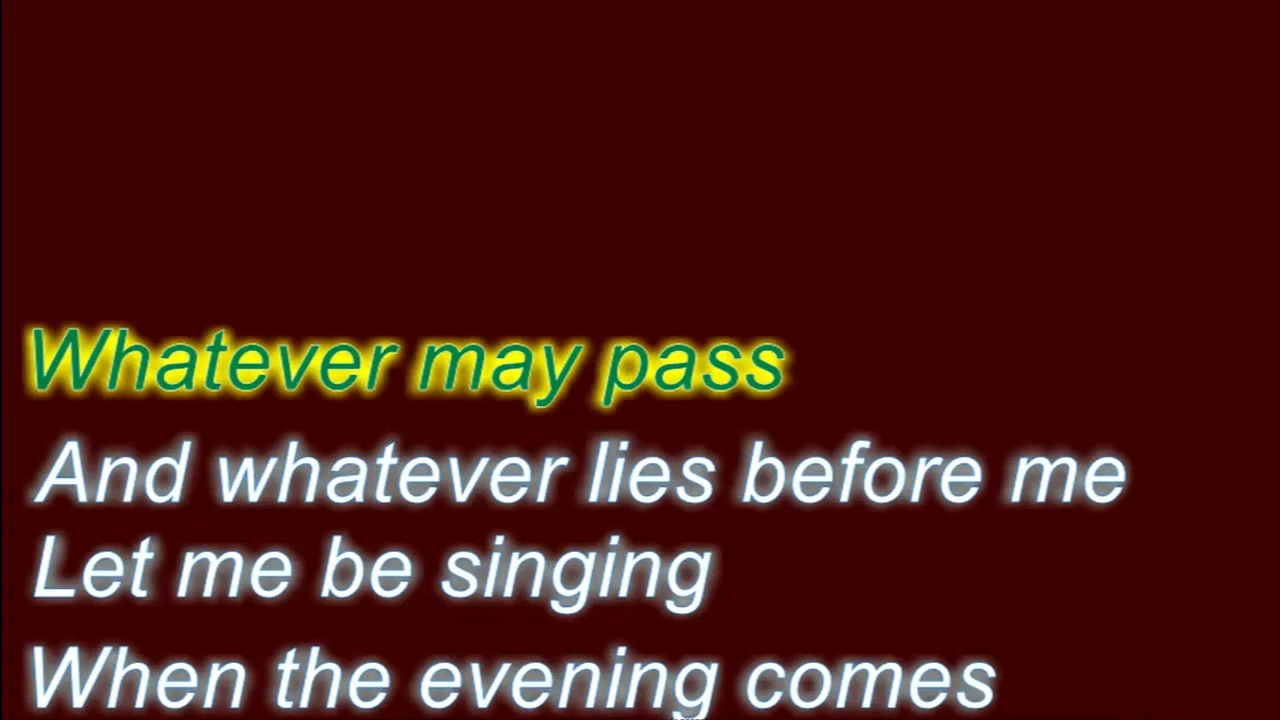 Whatever may pass
And whatever lies before me
Let me be singing
When the evening comes